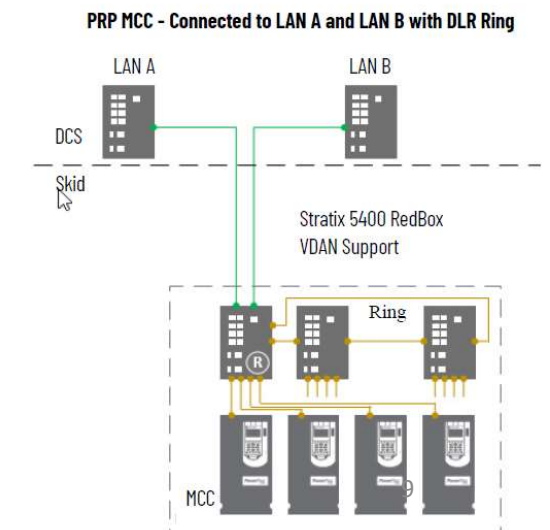 PRP MCC - Connected to LAN A and LAN B with DLR Ring
LAN A
LAN B
DCS
Skid
Stratix 5400 RedBox
VDAN Support
Ring
R
MCC
9